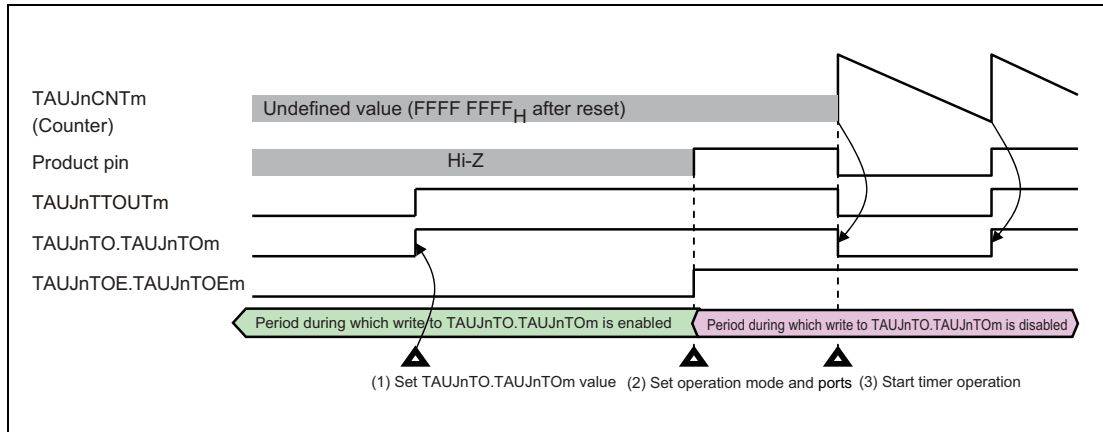 TAUJnCNTm
(Counter)
Undefined value (FFFF FFFFH after reset)
Product pin
Hi-Z
TAUJnTTOUTm
TAUJnTO.TAUJnTOm
TAUJnTOE.TAUJnTOEm
Period during which write to TAUJnTO.TAUJnTOm is enabled
Period during which write to TAUJnTO.TAUJnTOm is disabled
(1) Set TAUJnTO.TAUJnTOm value
(2) Set operation mode and ports
(3) Start timer operation